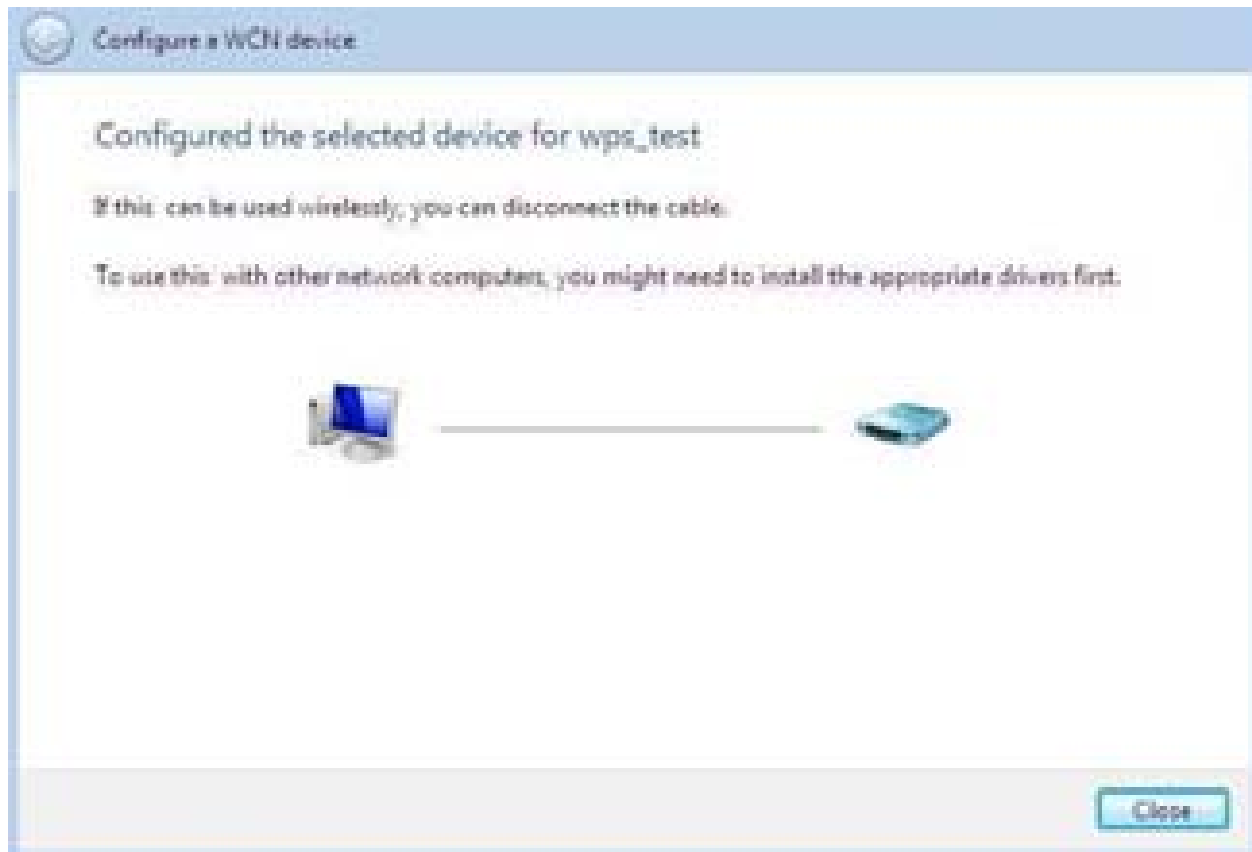 Configure a WCN device
Configured the selected device for wps_test
If this can be used wirelessly, you can disconnect the cable.
To use this with other network computers, you might need to install the appropriate drivers first.
Close